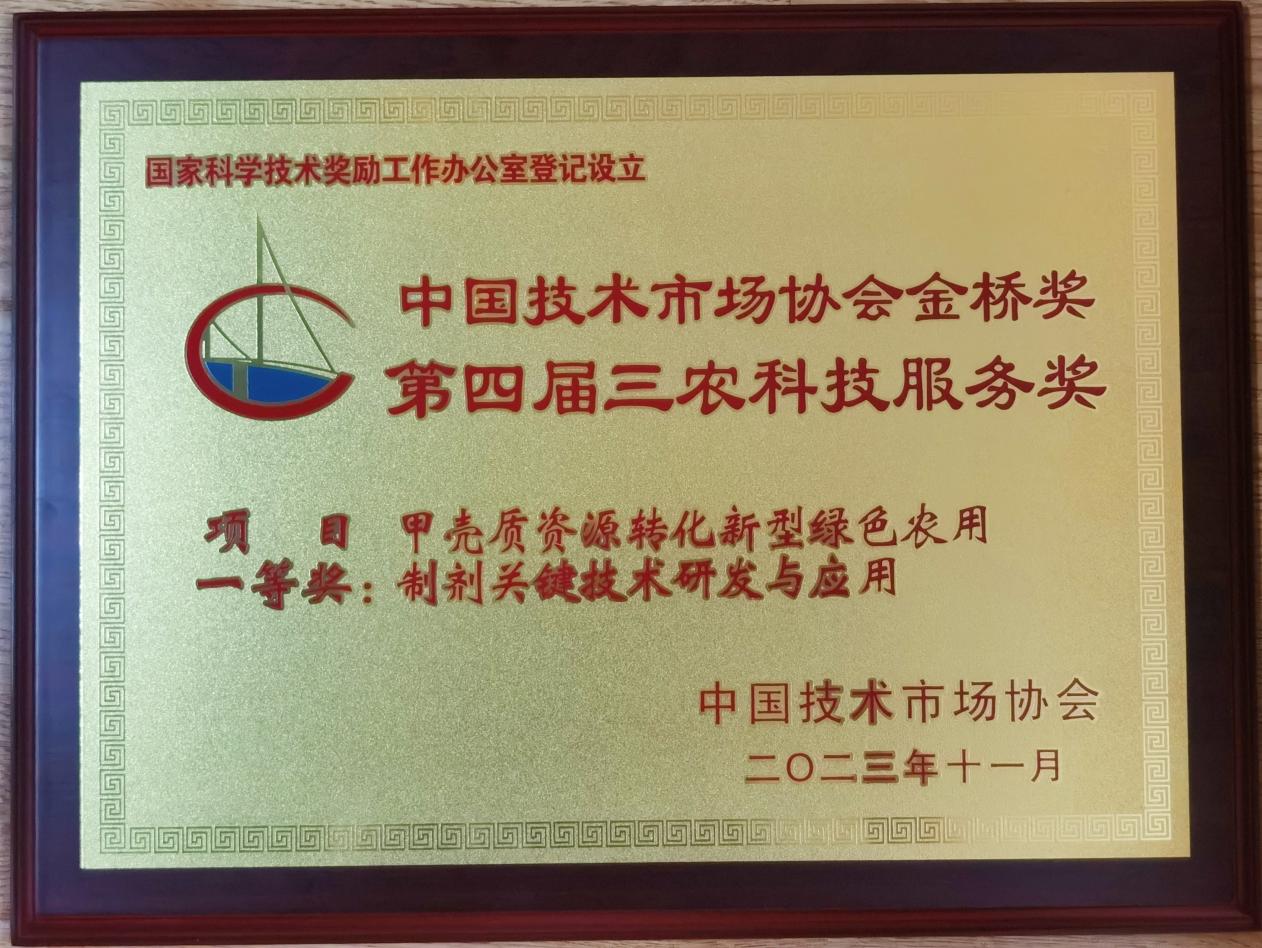 国家科学技术奖励工作办公室登记设立
中国技术市场协会金桥奖
第四届三农科技服务奖
项 目 甲壳质资源转化新型绿色农用
一等奖：制剂关键技术研发与应用
中国技术市场协会
二〇二三年十一月